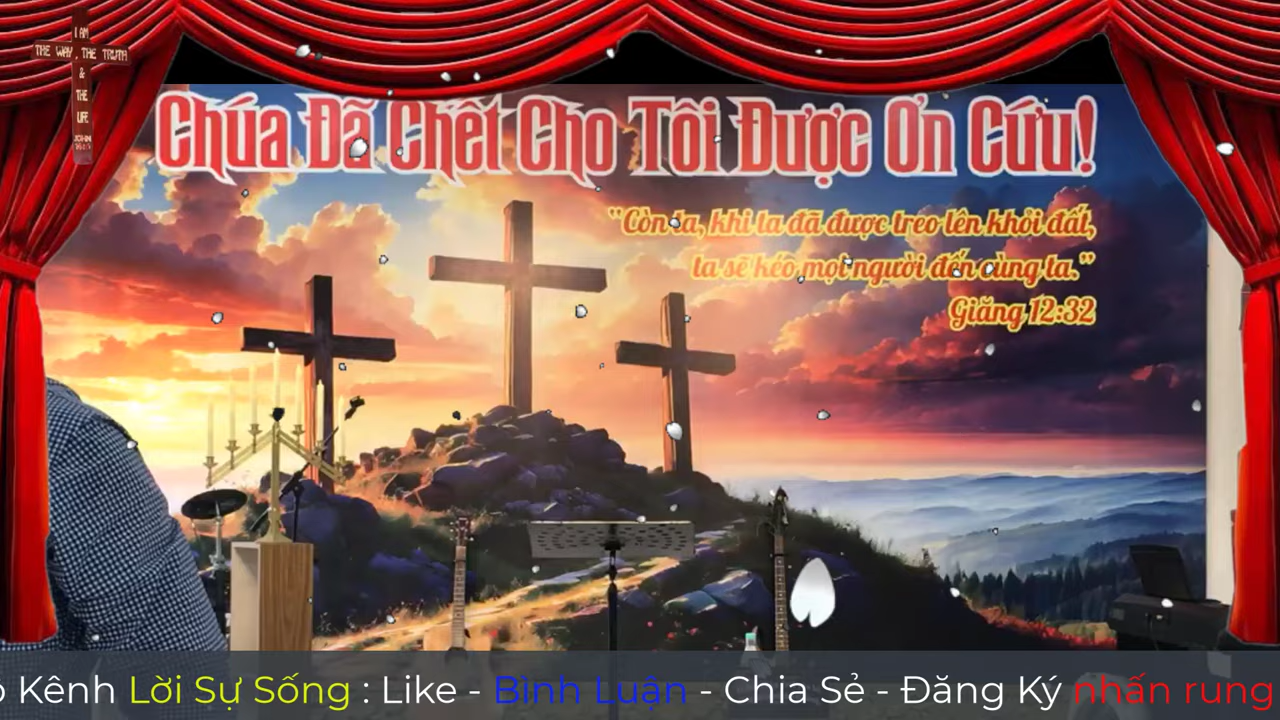 I AM
THE WAY, THE TRUTH
&
THE
LIFE
JOHN
Chúa Đã Chết Cho Tôi Được Ơn Cứu!
"Còn ta, khi ta đã được treo lên khỏi đất,
ta sẽ kéo mọi người đến cùng ta."
Giăng 12:32
Kênh Lời Sự Sống : Like - Bình Luận - Chia Sẻ - Đăng Ký nhấn rung